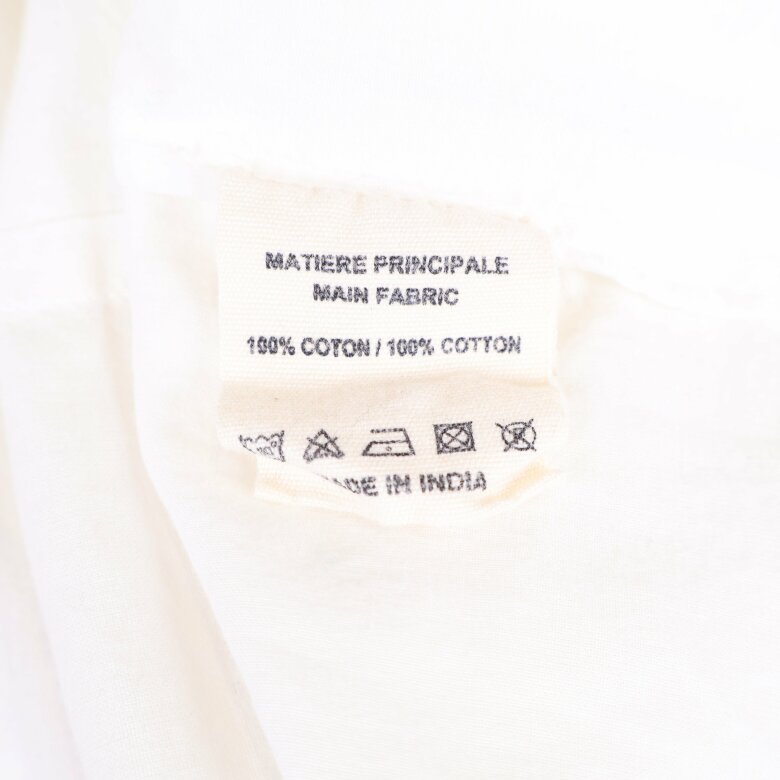 MATIERE PRINCIPALE
MAIN FABRIC
100% COTON / 100% COTTON
IN INDIA